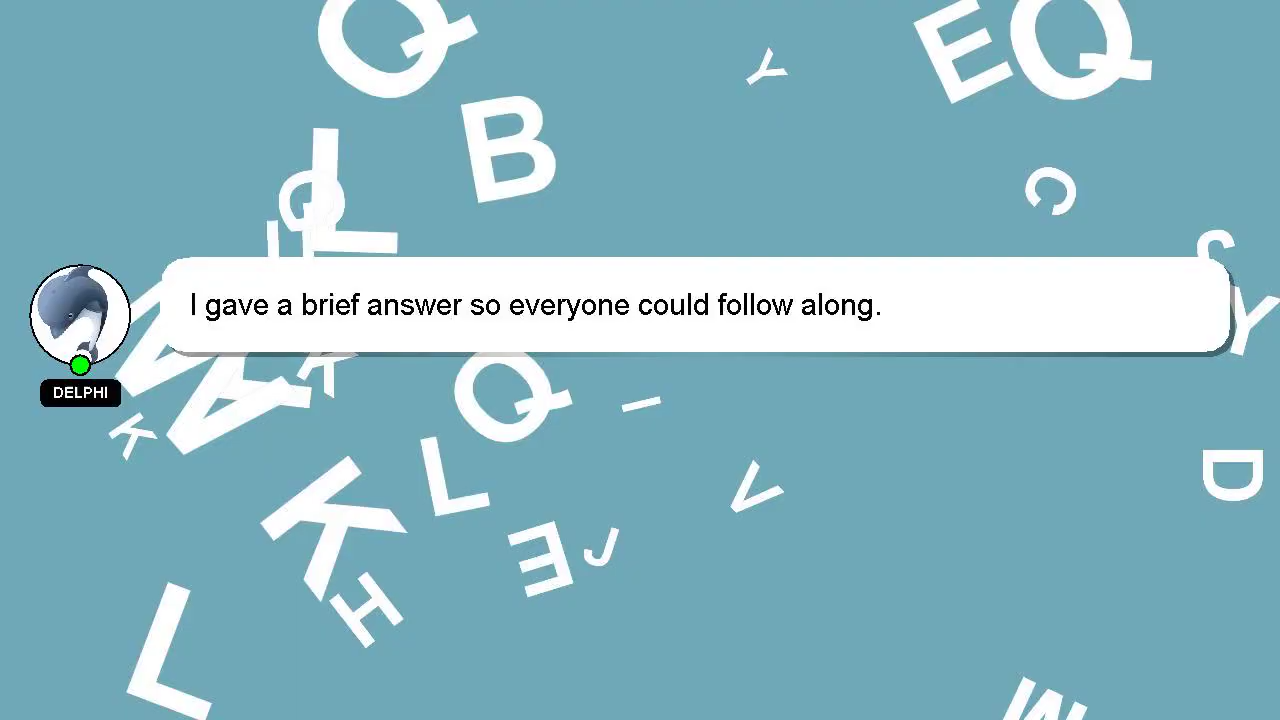 I gave a brief answer so everyone could follow along.
DELPHI
Q
B
Y
E
Q
C
Q
L
L
J
Y
K
K
Q
I
L
V
D
K
E
J
H
L
M